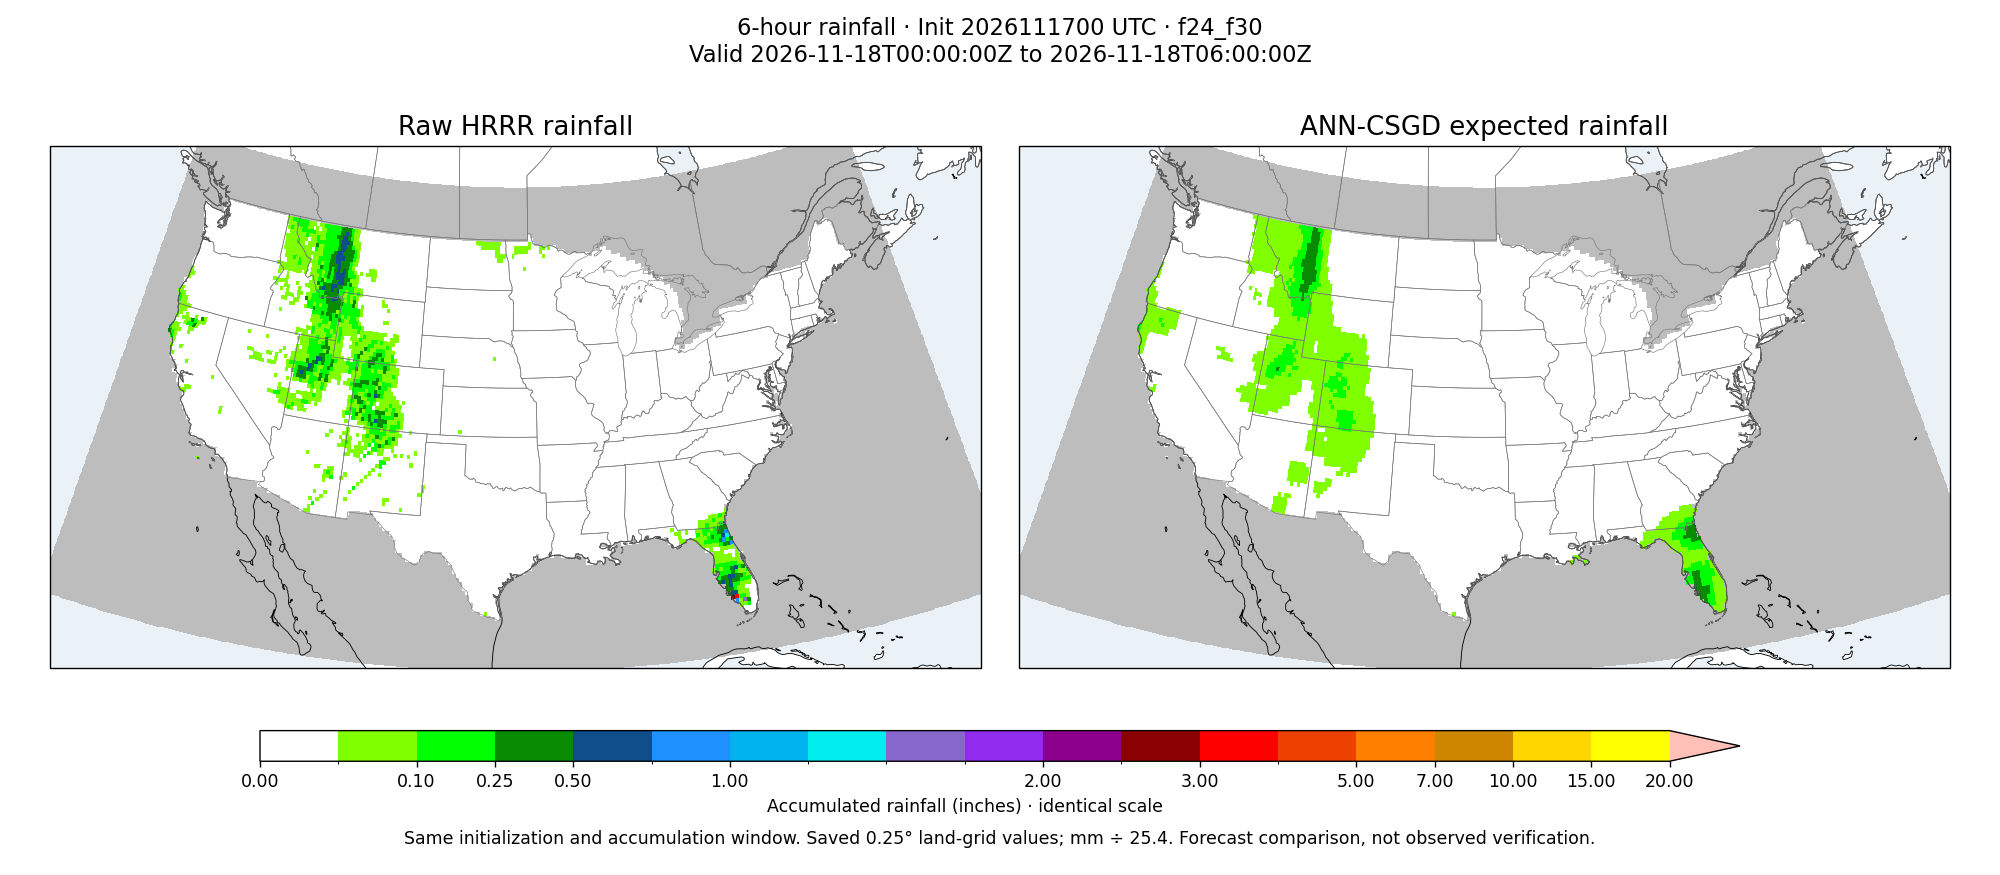 6-hour rainfall · Init 2026111700 UTC · f24_f30
Valid 2026-11-18T00:00:00Z to 2026-11-18T06:00:00Z
Raw HRRR rainfall
ANN-CSGD expected rainfall
0.00 0.10 0.25 0.50 1.00 2.00 3.00 5.00 7.00 10.00 15.00 20.00
Accumulated rainfall (inches) · identical scale
Same initialization and accumulation window. Saved 0.25° land-grid values; mm ÷ 25.4. Forecast comparison, not observed verification.